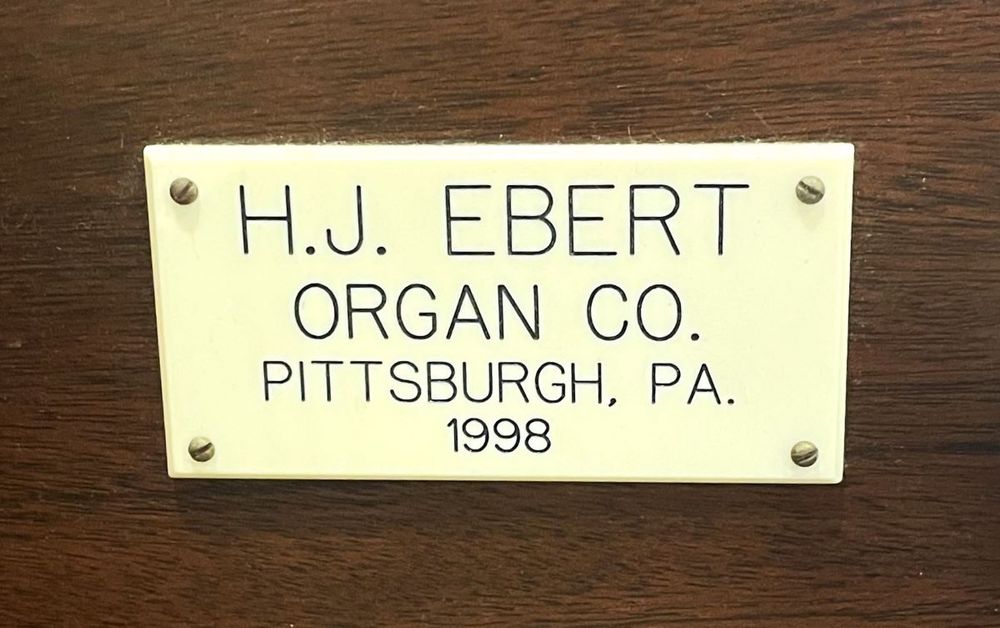 H.J. EBERT
ORGAN CO.
PITTSBURGH, PA.
1998